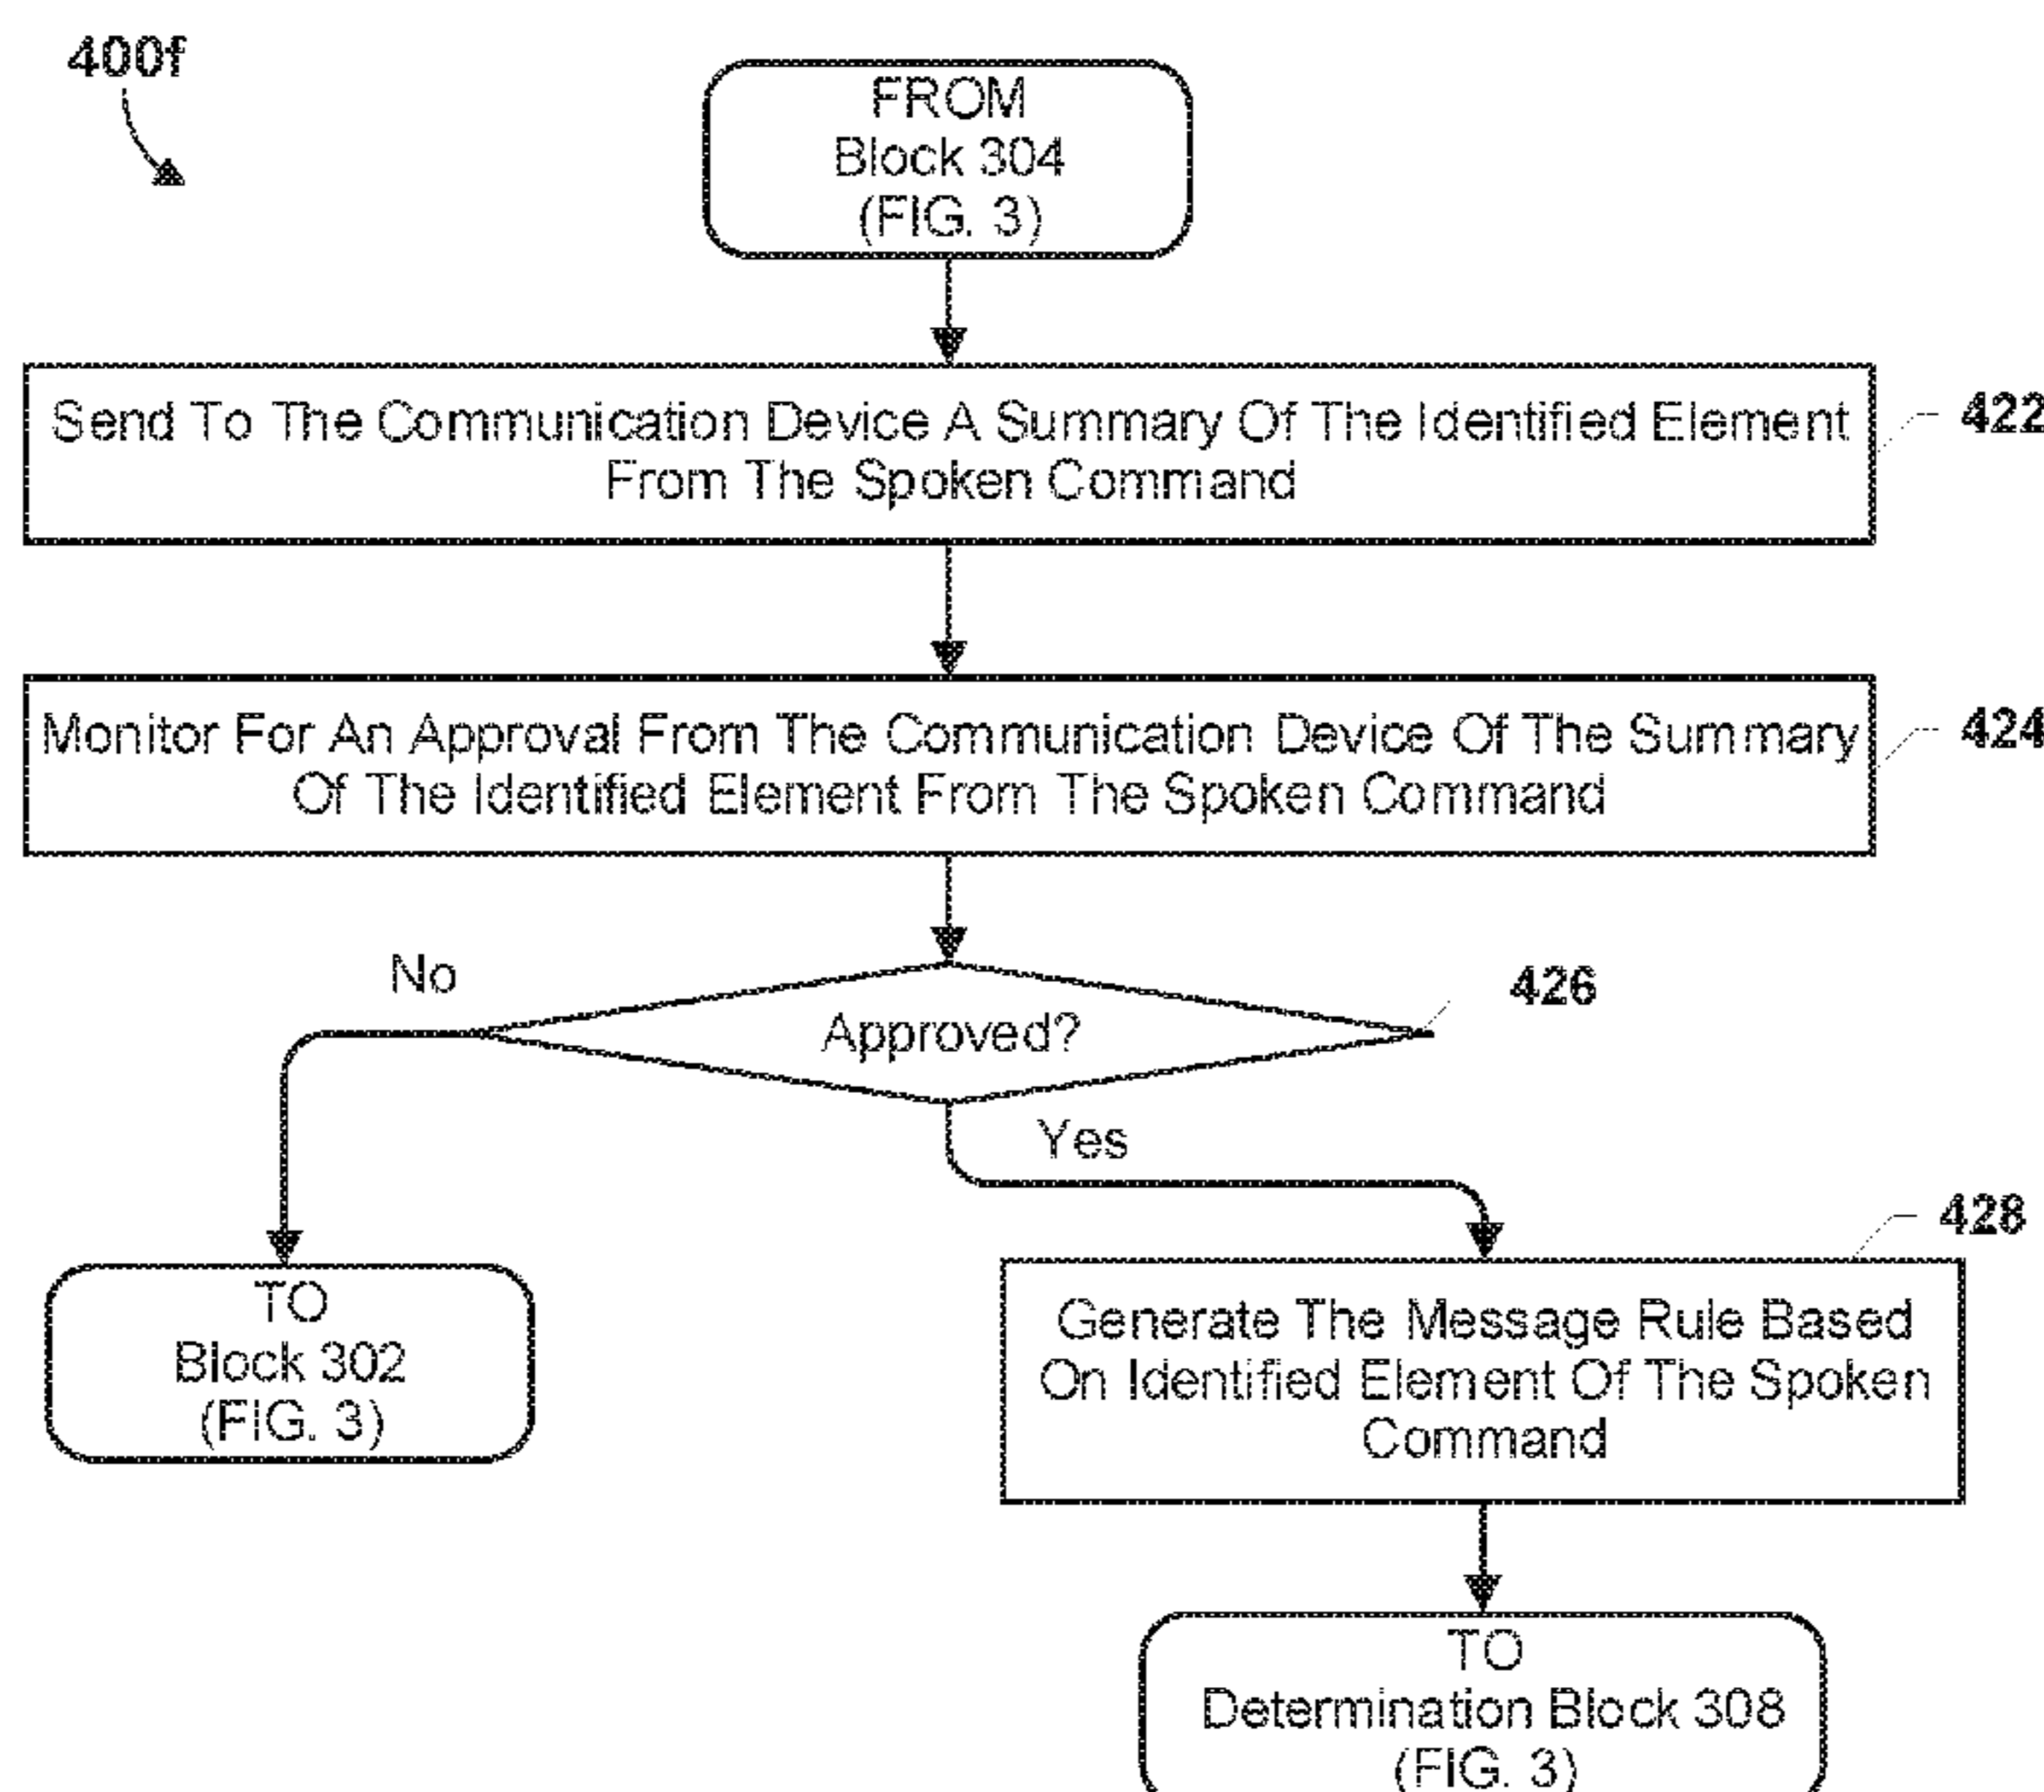 400f
FROM
Block 304
(FIG. 3)
Send To The Communication Device A Summary Of The Identified Element
From The Spoken Command
422
Monitor For An Approval From The Communication Device Of The Summary
Of The Identified Element From The Spoken Command
424
No
Approved?
426
Yes
TO
Block 302
(FIG. 3)
428
Generate The Message Rule Based
On Identified Element Of The Spoken
Command
TO
Determination Block 308
(FIG. 3)